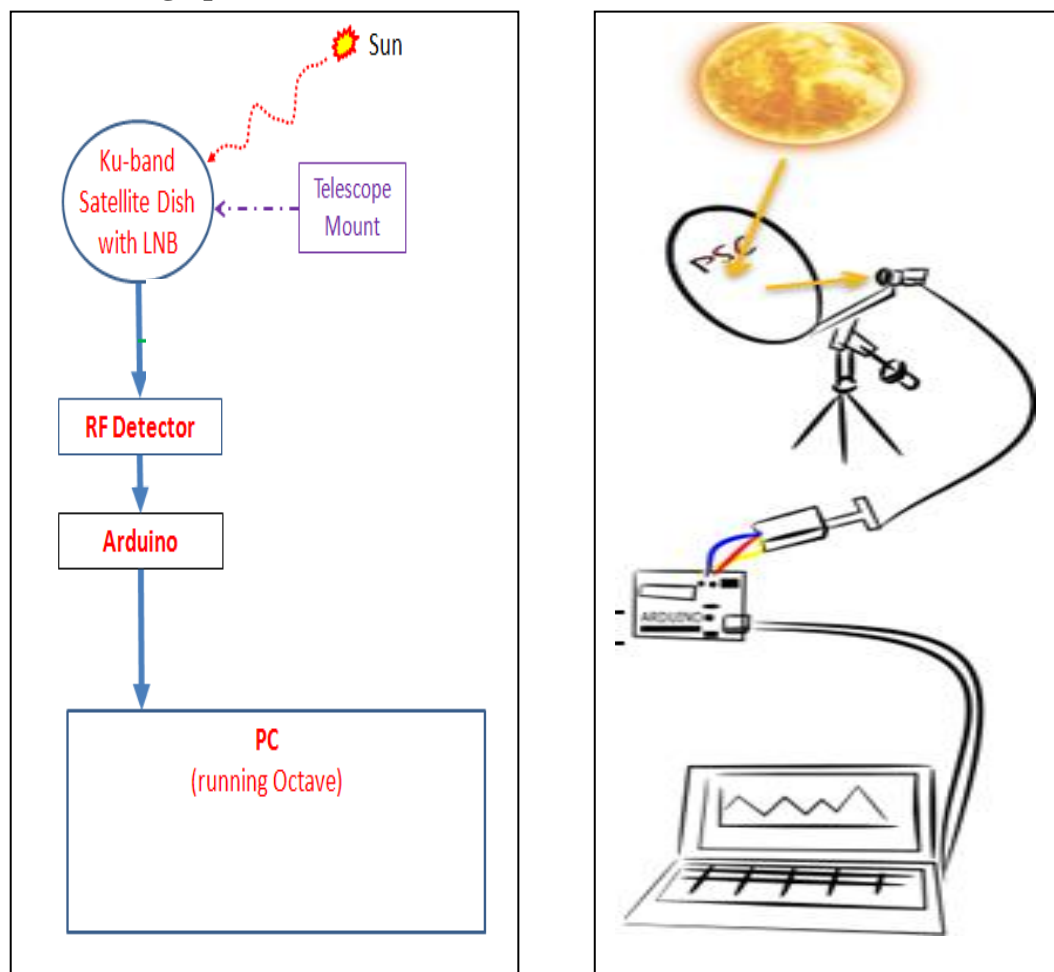 Sun
Ku-band
Satellite Dish
with LNB
Telescope
Mount
RF Detector
Arduino
PC
(running Octave)
PSC
ARDUINO